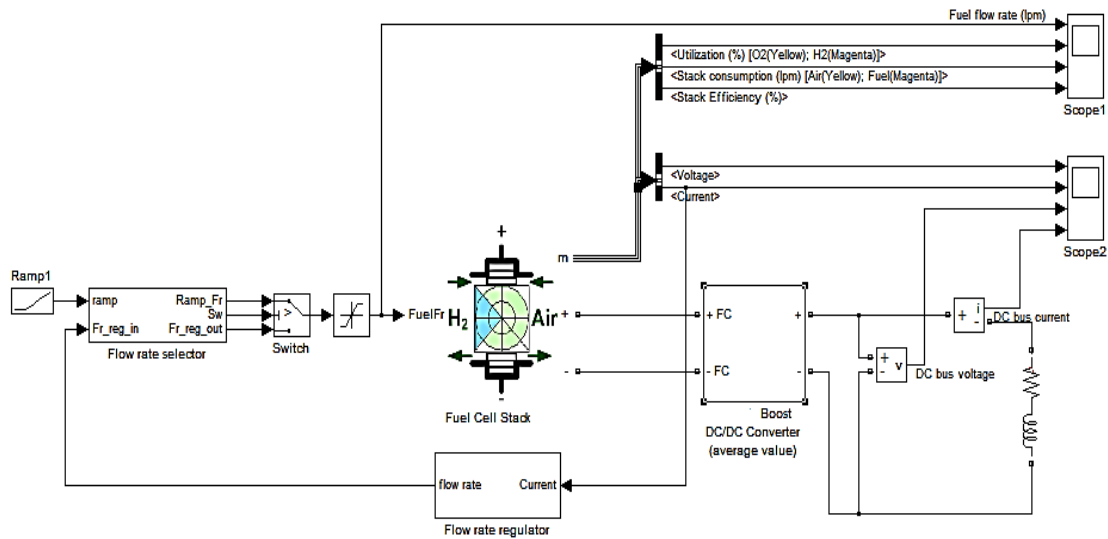 Fuel flow rate (lpm)
<Utilization (%) [O2(Yellow); H2(Magenta)]>
<Stack consumption (lpm) [Air(Yellow); Fuel(Magenta)]>
<Stack Efficiency (%)>
Scope1
<Voltage>
<Current>
Scope2
+
m
Ramp1
ramp
Ramp_Fr
Sw
Fr_reg_in
Fr_reg_out
Flow rate selector
>
Switch
FuelFr
H2
Air
+
-
-
Fuel Cell Stack
+ FC
+
- FC
-
Boost
DC/DC Converter
(average value)
+
i
-
DC bus current
+
-
v
DC bus voltage
flow rate
Current
Flow rate regulator